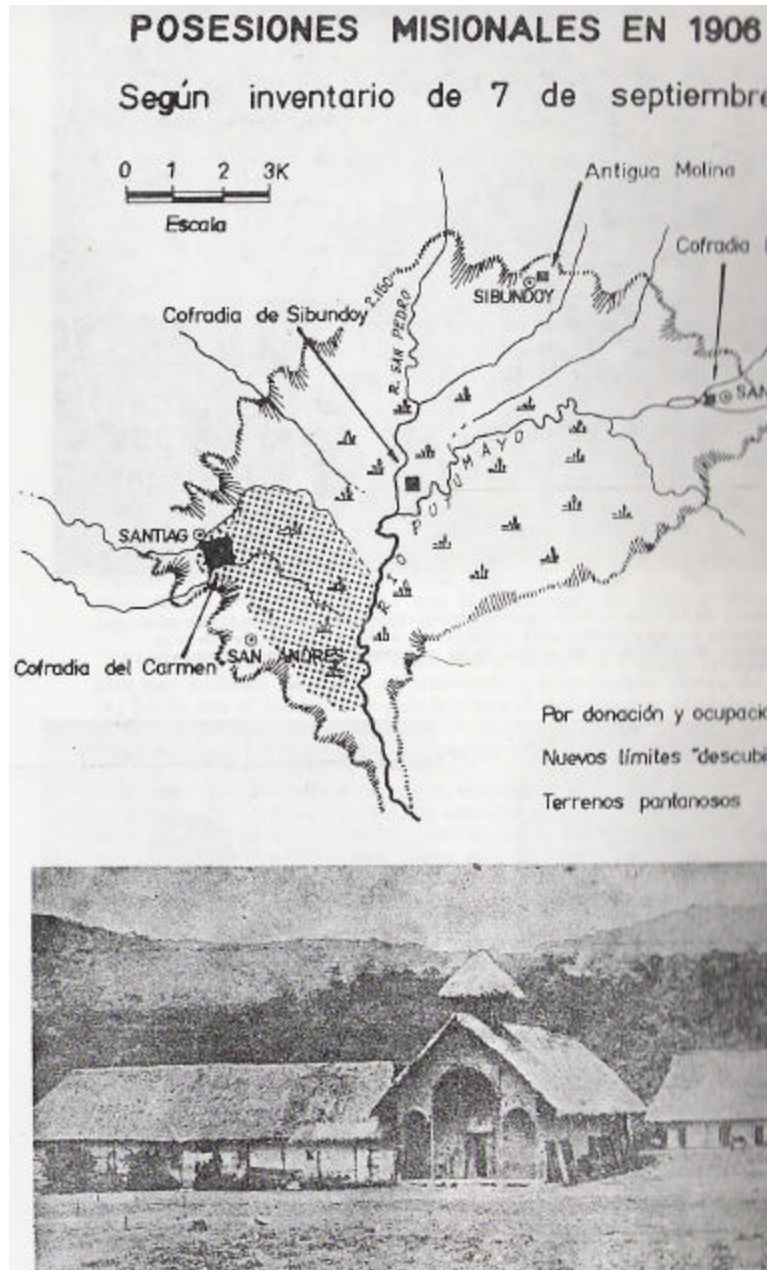 POSESIONES MISIONALES EN 1906
Según inventario de 7 de septiembre
0 1 2 3K
Escala
Antigua Molina
Cofradia
2.160
SIBUNDOY
Cofradia de Sibundoy
R. SAN PEDRO
SAN
RIO PUTUMAYO
SANTIAG
SAN ANDRES
Cofradia del Carmen
Por donación y ocupació
Nuevos límites "descubi
Terrenos pantanosos